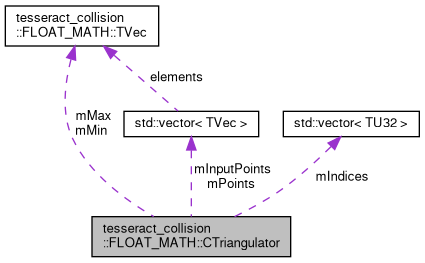 tesseract_collision
::FLOAT_MATH::TVec
elements
mMax
mMin
std::vector< TVec >
std::vector< TU32 >
mInputPoints
mPoints
mIndices
tesseract_collision
::FLOAT_MATH::CTriangulator